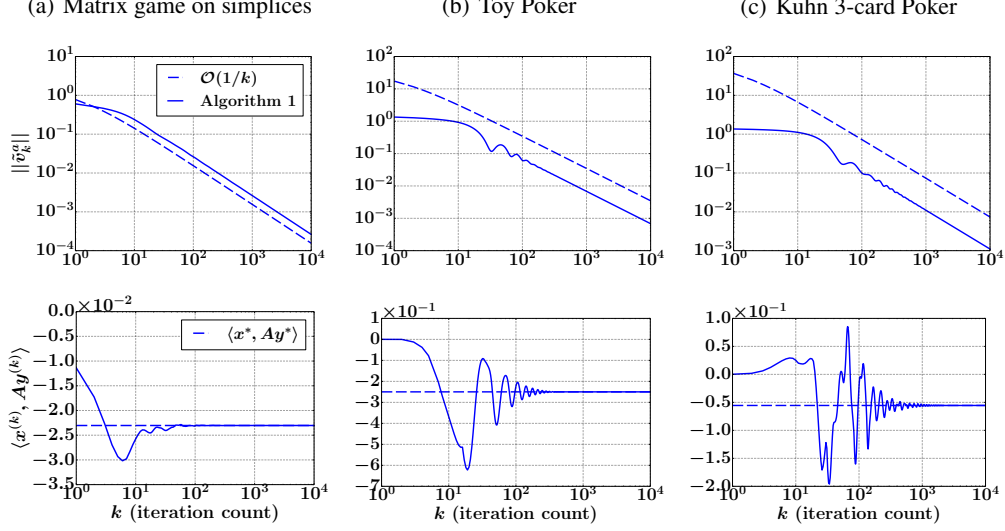 (a) Matrix game on simplices
(b) Toy Poker
(c) Kuhn 3-card Poker
||ṽ_k^a||
10^1
10^0
10^-1
10^-2
10^-3
10^-4
O(1/k)
Algorithm 1
10^0 10^1 10^2 10^3 10^4
10^2
10^1
10^0
10^-1
10^-2
10^-3
10^-4
10^0 10^1 10^2 10^3 10^4
10^2
10^1
10^0
10^-1
10^-2
10^-3
10^0 10^1 10^2 10^3 10^4
⟨x^(k), Ay^(k)⟩
×10^-2
0.0
−0.5
−1.0
−1.5
−2.0
−2.5
−3.0
−3.5
⟨x*, Ay*⟩
10^0 10^1 10^2 10^3 10^4
k (iteration count)
×10^-1
1
0
−1
−2
−3
−4
−5
−6
−7
10^0 10^1 10^2 10^3 10^4
k (iteration count)
×10^-1
1.0
0.5
0.0
−0.5
−1.0
−1.5
−2.0
10^0 10^1 10^2 10^3 10^4
k (iteration count)